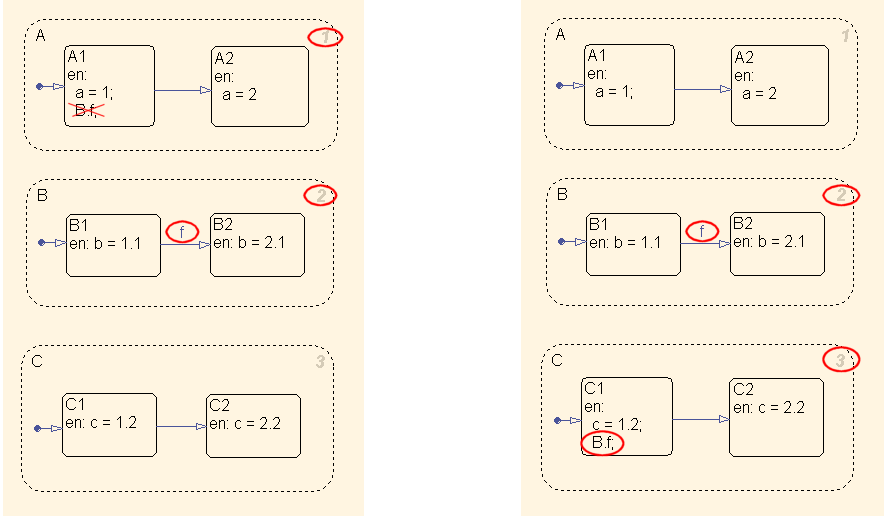 A
1
A1
en:
a = 1;
B.f;
A2
en:
a = 2
B
2
B1
en: b = 1.1
f
B2
en: b = 2.1
C
3
C1
en: c = 1.2
C2
en: c = 2.2
A
1
A1
en:
a = 1;
A2
en:
a = 2
B
2
B1
en: b = 1.1
f
B2
en: b = 2.1
C
3
C1
en:
c = 1.2;
B.f;
C2
en: c = 2.2